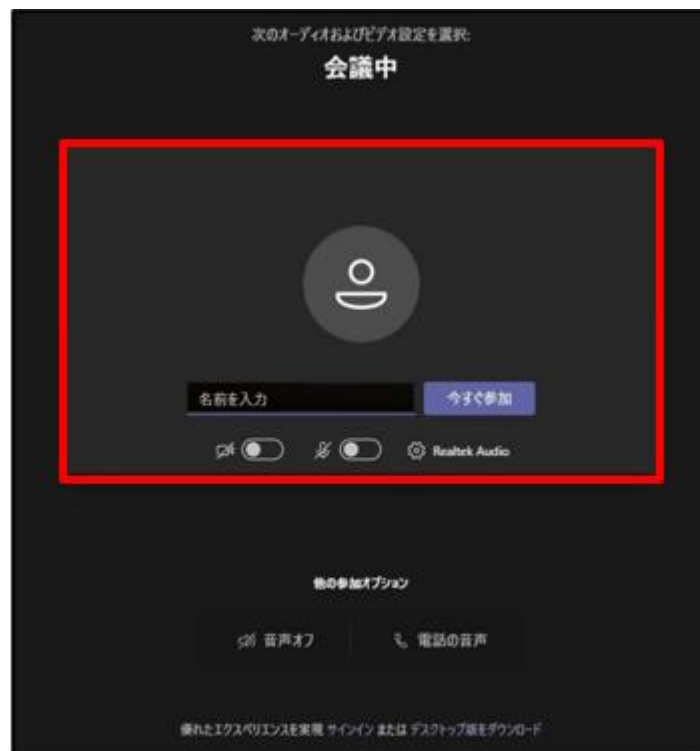 次のオーディオおよびビデオ設定を選択:
会議中
名前を入力
今すぐ参加
Realtek Audio
他の参加オプション
音声オフ
電話の音声
優れたエクスペリエンスを実現 サインイン または デスクトップ版をダウンロード